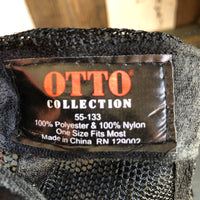 OTTO®
COLLECTION
55-133
100% Polyester & 100% Nylon
One Size Fits Most
Made in China RN 129002